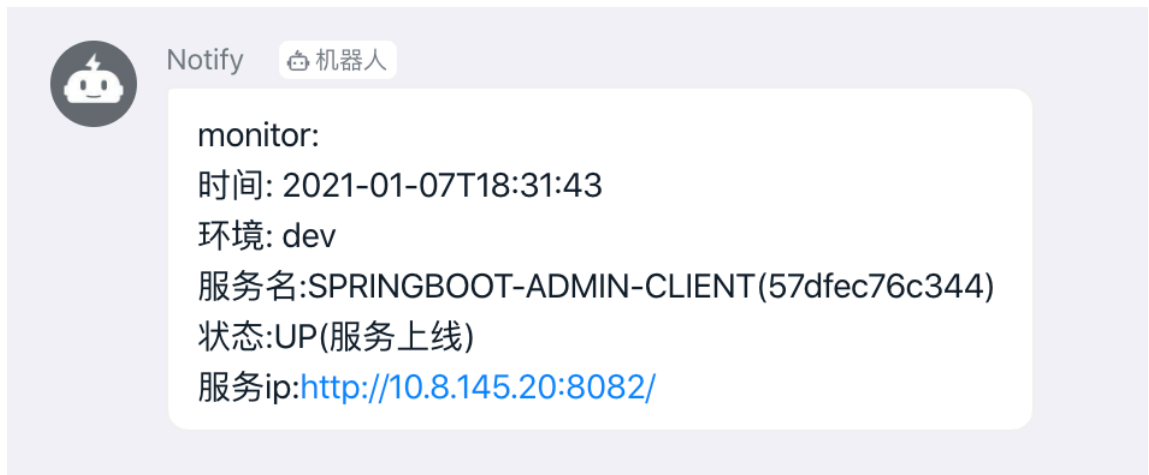 Notify 机器人
monitor:
时间: 2021-01-07T18:31:43
环境: dev
服务名:SPRINGBOOT-ADMIN-CLIENT(57dfec76c344)
状态:UP(服务上线)
服务ip:http://10.8.145.20:8082/